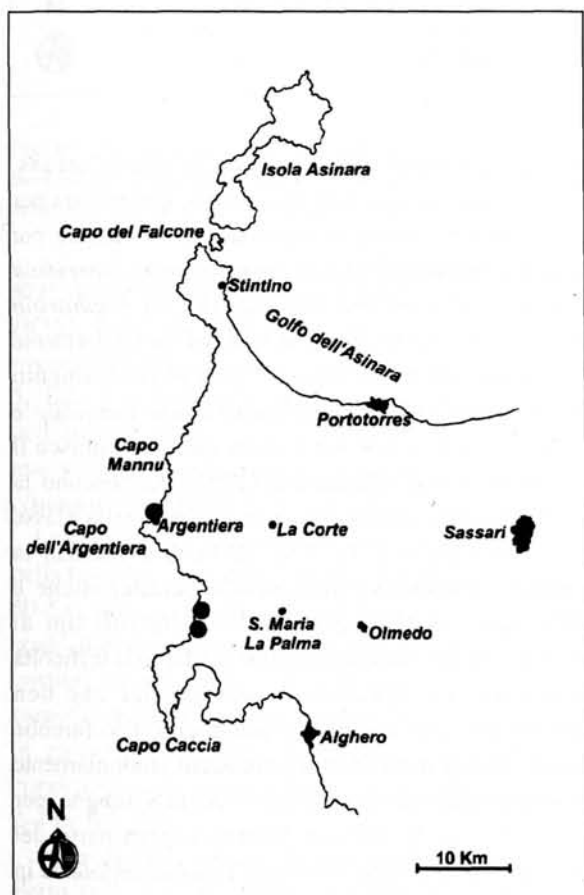 Isola Asinara
Capo del Falcone
Stintino
Golfo dell'Asinara
Portotorres
Capo
Mannu
Argentiera
Capo
dell'Argentiera
La Corte
Sassari
S. Maria
La Palma
Olmedo
Capo Caccia
Alghero
N
10 Km